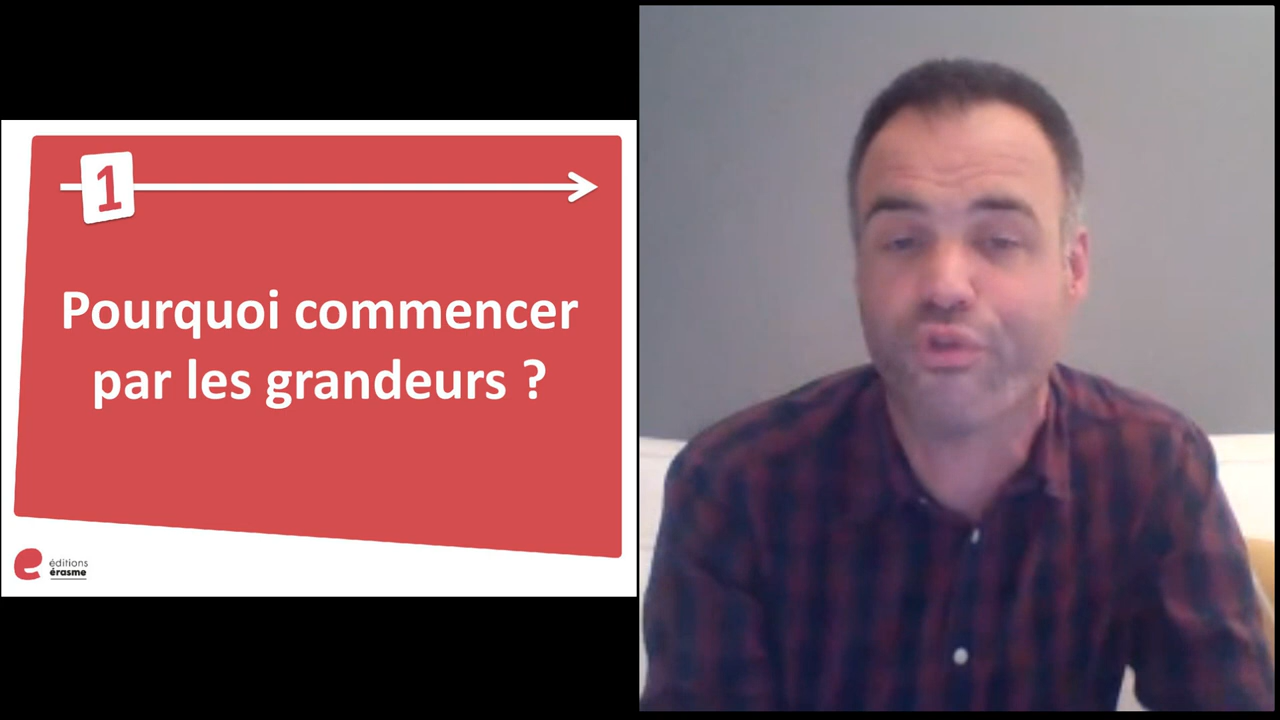 1
Pourquoi commencer
par les grandeurs ?
éditions
érasme